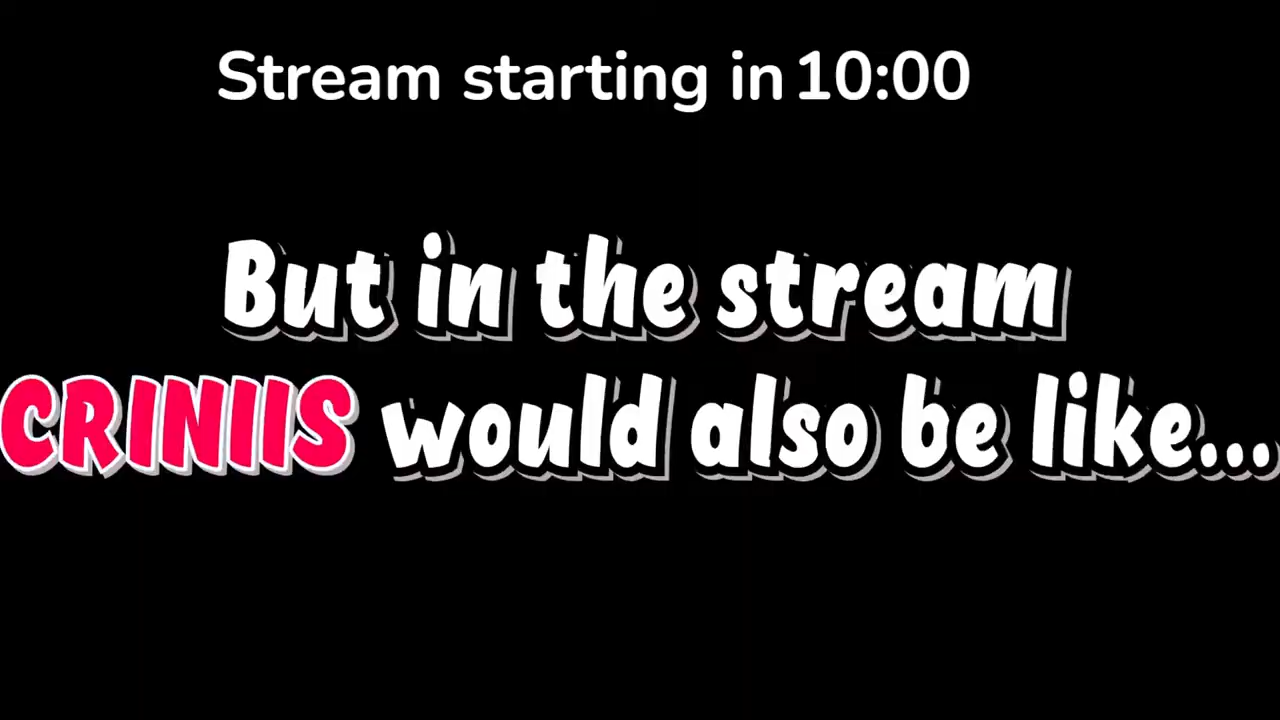 Stream starting in 10:00
But in the stream
CRINIIS would also be like...